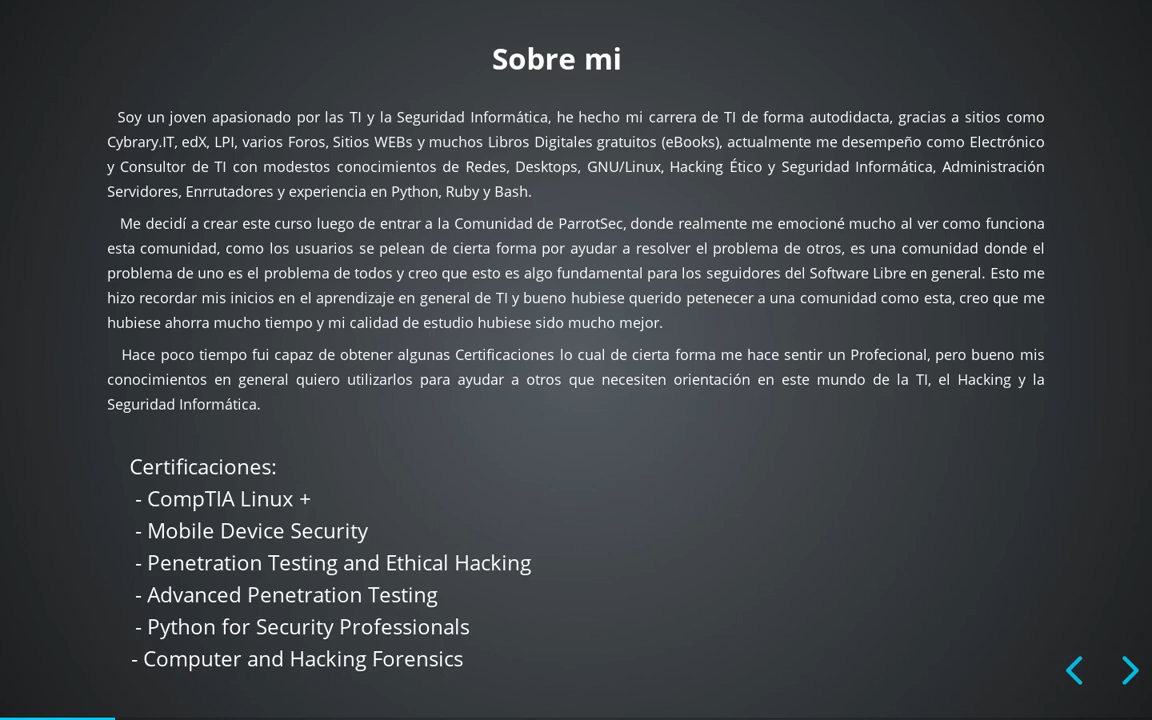 Sobre mi
Soy un joven apasionado por las TI y la Seguridad Informática, he hecho mi carrera de TI de forma autodidacta, gracias a sitios como
Cybrary.IT, edX, LPI, varios Foros, Sitios WEBs y muchos Libros Digitales gratuitos (eBooks), actualmente me desempeño como Electrónico
y Consultor de TI con modestos conocimientos de Redes, Desktops, GNU/Linux, Hacking Ético y Seguridad Informática, Administración
Servidores, Enrrutadores y experiencia en Python, Ruby y Bash.
Me decidí a crear este curso luego de entrar a la Comunidad de ParrotSec, donde realmente me emocioné mucho al ver como funciona
esta comunidad, como los usuarios se pelean de cierta forma por ayudar a resolver el problema de otros, es una comunidad donde el
problema de uno es el problema de todos y creo que esto es algo fundamental para los seguidores del Software Libre en general. Esto me
hizo recordar mis inicios en el aprendizaje en general de TI y bueno hubiese querido petenecer a una comunidad como esta, creo que me
hubiese ahorra mucho tiempo y mi calidad de estudio hubiese sido mucho mejor.
Hace poco tiempo fui capaz de obtener algunas Certificaciones lo cual de cierta forma me hace sentir un Profecional, pero bueno mis
conocimientos en general quiero utilizarlos para ayudar a otros que necesiten orientación en este mundo de la TI, el Hacking y la
Seguridad Informática.
Certificaciones:
- CompTIA Linux +
- Mobile Device Security
- Penetration Testing and Ethical Hacking
- Advanced Penetration Testing
- Python for Security Professionals
- Computer and Hacking Forensics